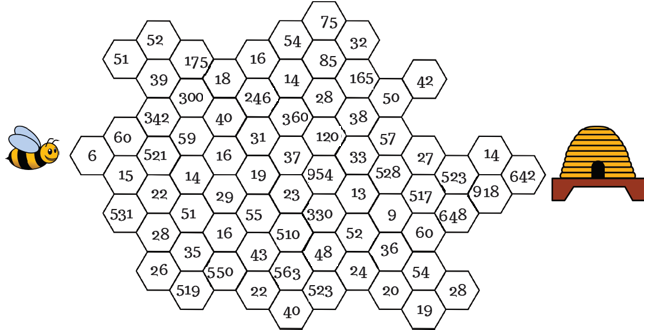 75
52 54 32
51 175 16 85
39 18 14 165 42
300 246 28 50
342 40 360 38
60 59 31 120 57
6 521 16 37 33 27 14
15 14 19 954 528 523 642
22 29 23 13 517 918
531 51 55 330 9 648
28 16 510 52 60
35 43 48 36
26 550 563 24 54
519 22 523 20 28
40 19